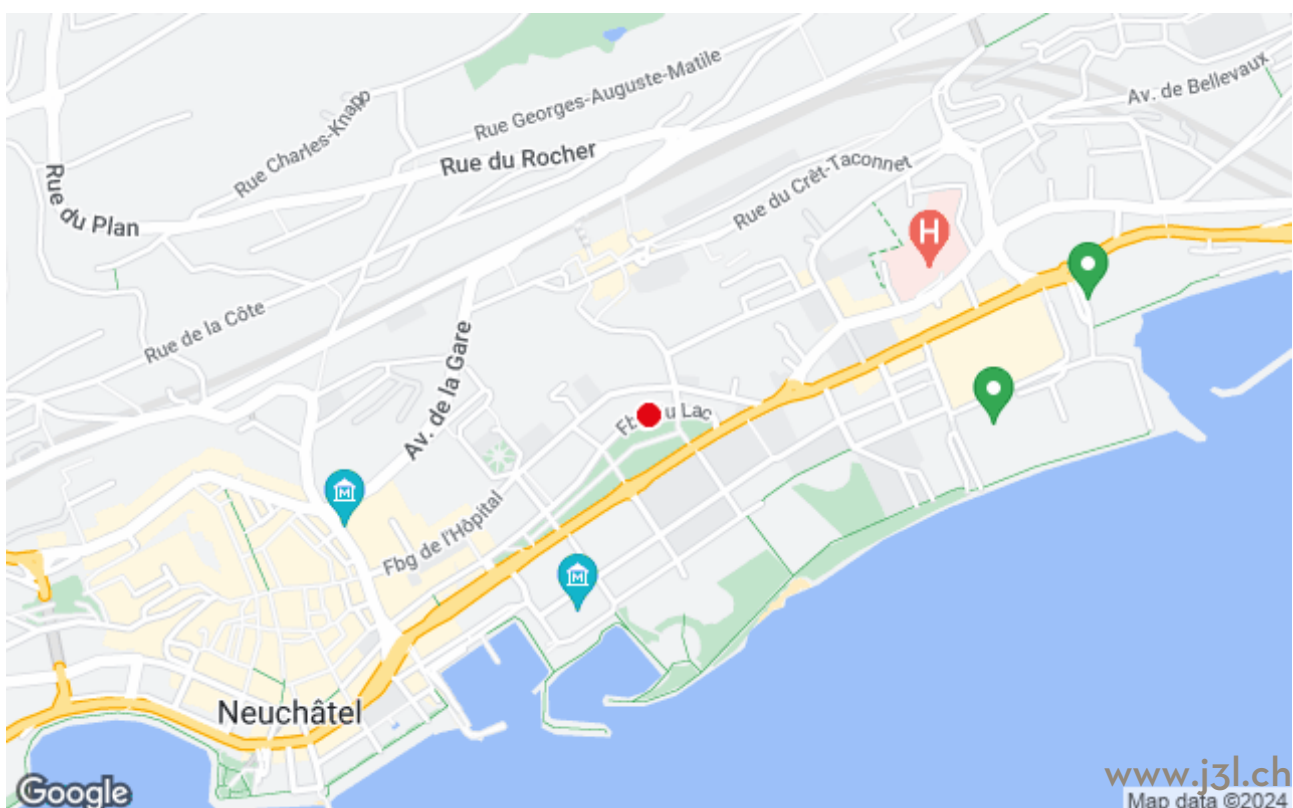 Rue Georges-Auguste-Matile
Av. de Bellevaux
Rue Charles-Knapp
Rue du Rocher
Rue du Plan
Rue du Crêt-Taconnet
H
Rue de la Côte
Av. de la Gare
Lac
M
Fbg de l'Hôpital
M
Neuchâtel
www.j3l.ch
Google
Map data ©2024